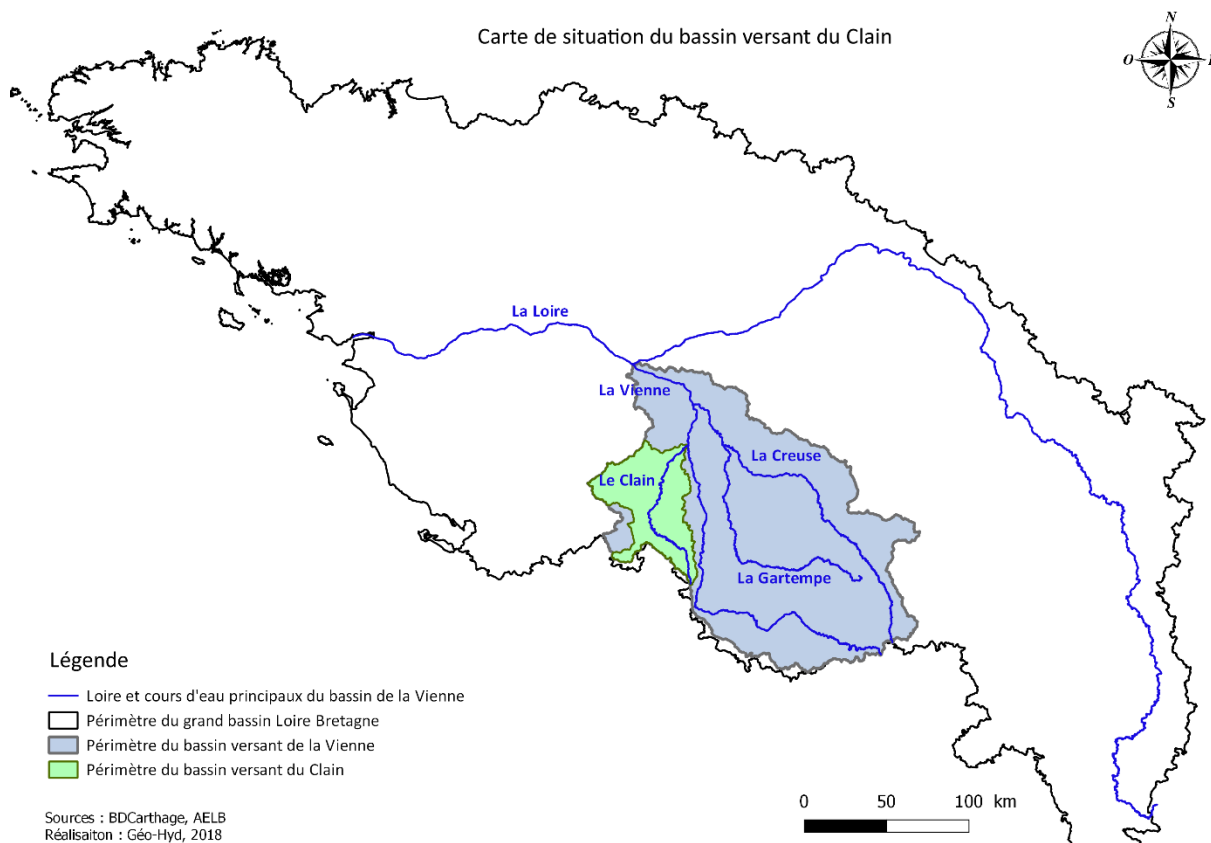 Carte de situation du bassin versant du Clain
N
O
E
S
La Loire
La Vienne
La Creuse
Le Clain
La Gartempe
Légende
Loire et cours d'eau principaux du bassin de la Vienne
Périmètre du grand bassin Loire Bretagne
Périmètre du bassin versant de la Vienne
Périmètre du bassin versant du Clain
0 50 100 km
Sources : BDCarthage, AELB
Réalisaiton : Géo-Hyd, 2018